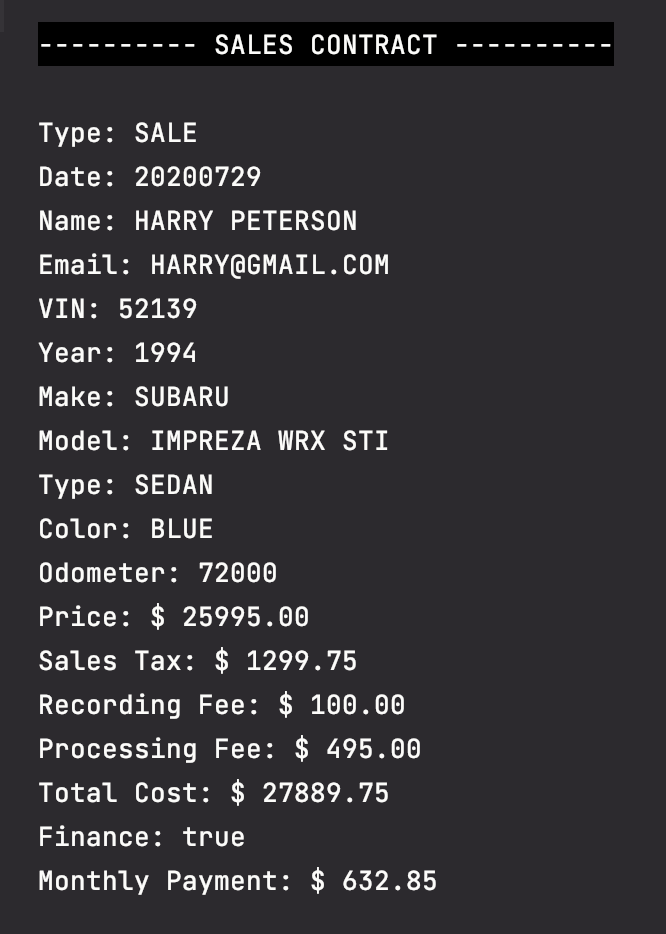 ---------- SALES CONTRACT ----------
Type: SALE
Date: 20200729
Name: HARRY PETERSON
Email: HARRY@GMAIL.COM
VIN: 52139
Year: 1994
Make: SUBARU
Model: IMPREZA WRX STI
Type: SEDAN
Color: BLUE
Odometer: 72000
Price: $ 25995.00
Sales Tax: $ 1299.75
Recording Fee: $ 100.00
Processing Fee: $ 495.00
Total Cost: $ 27889.75
Finance: true
Monthly Payment: $ 632.85